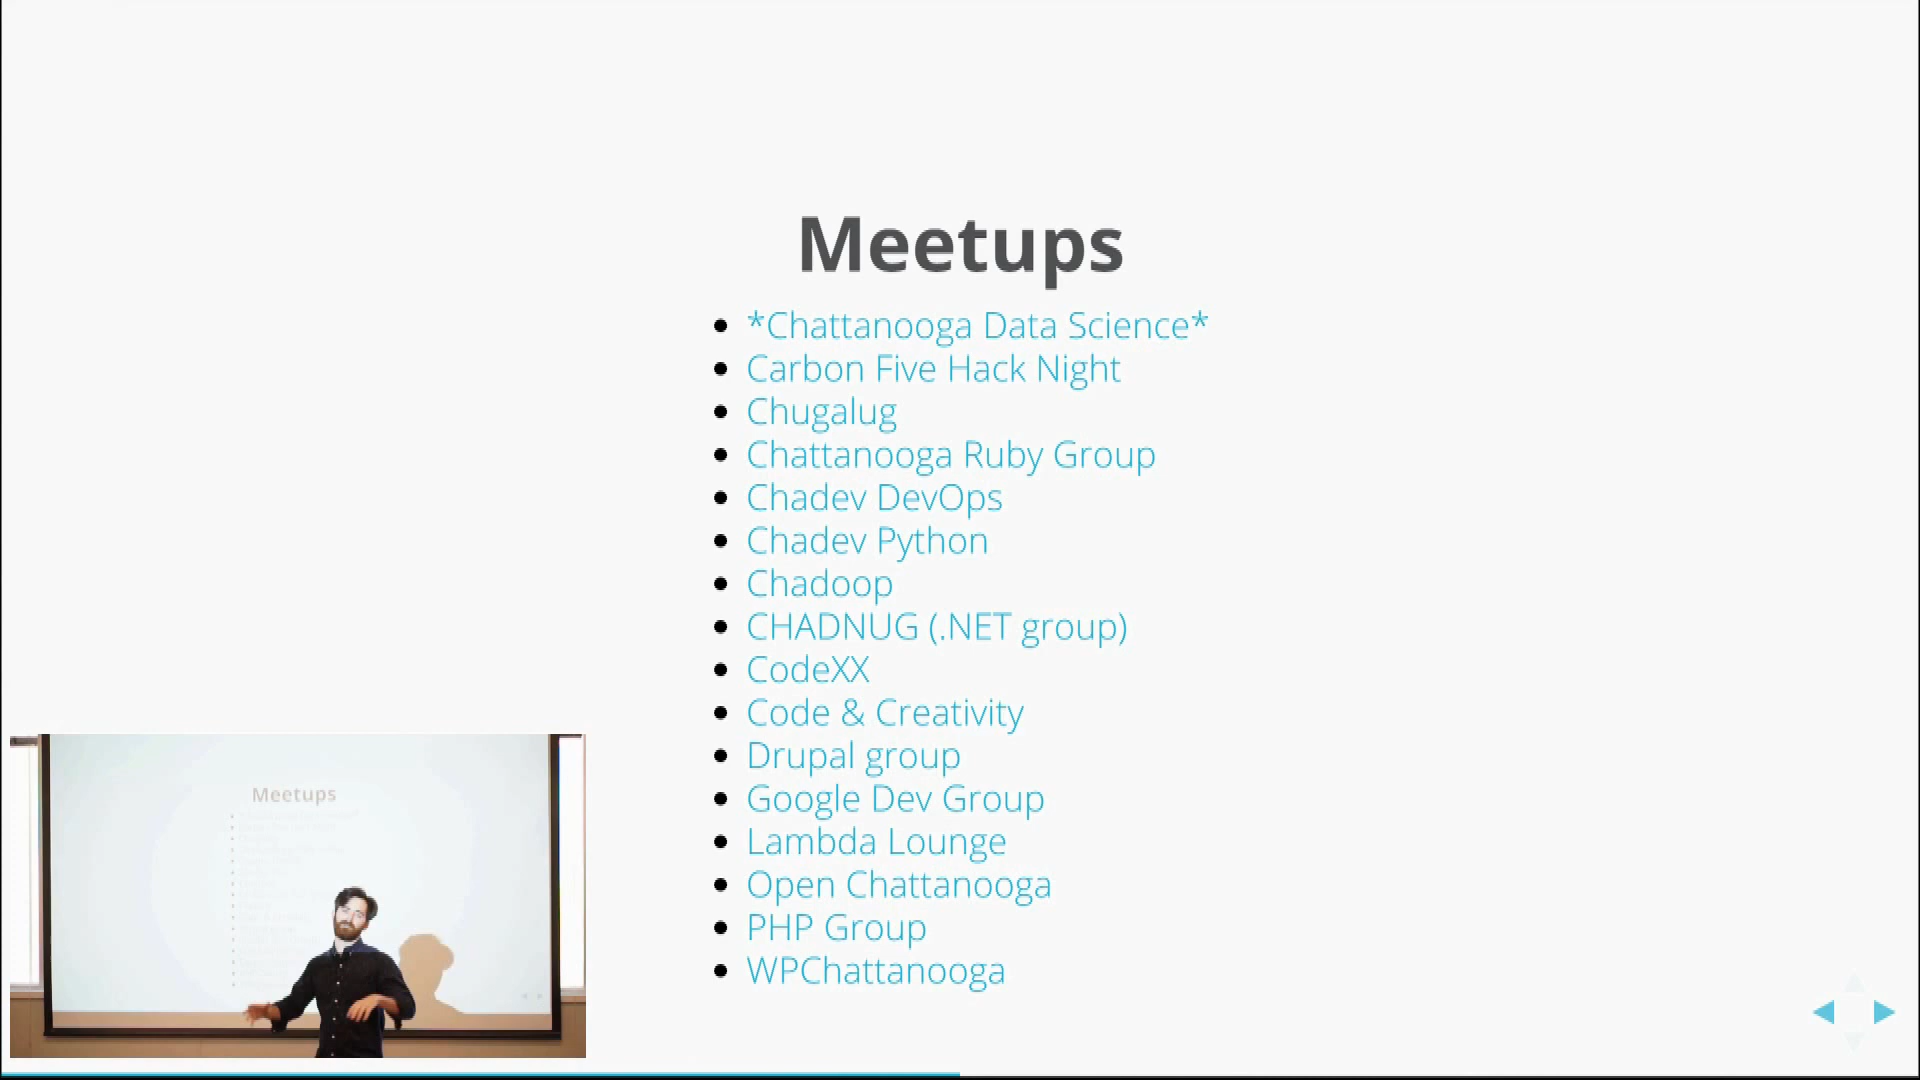 Meetups
*Chattanooga Data Science*
Carbon Five Hack Night
Chugalug
Chattanooga Ruby Group
Chadev DevOps
Chadev Python
Chadoop
CHADNUG (.NET group)
CodeXX
Code & Creativity
Drupal group
Google Dev Group
Lambda Lounge
Open Chattanooga
PHP Group
WPChattanooga
Meetups